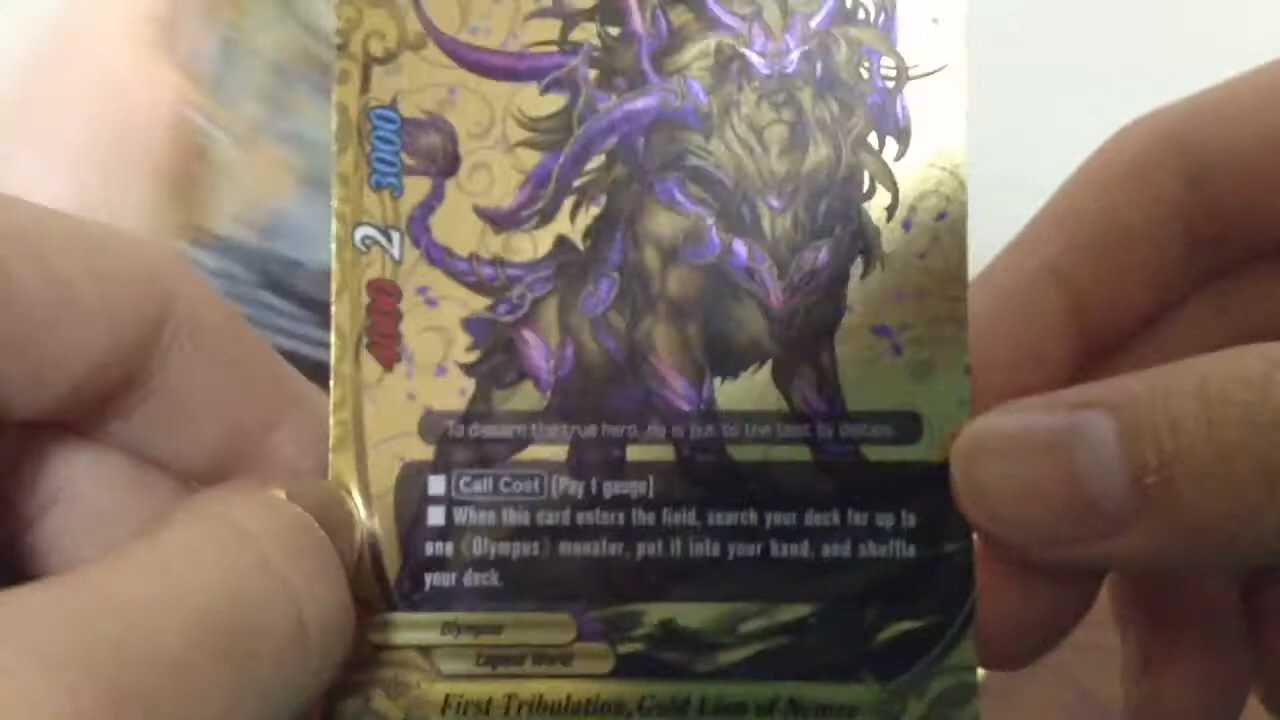 3000
2
4000
To discern the true hero, he is put to the test by deities.
Call Cost [Pay 1 gauge]
When this card enters the field, search your deck for up to
one 《Olympus》 monster, put it into your hand, and shuffle
your deck.
Olympus
Legend World
First Tribulation, Gold Lion of Nemea